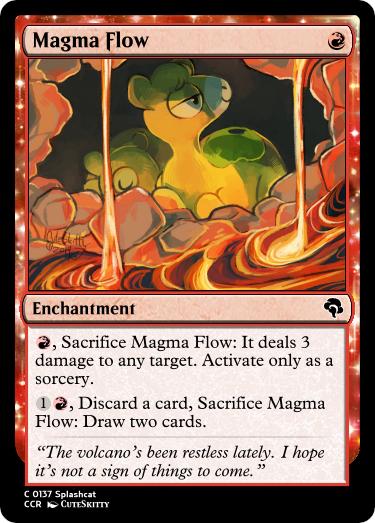 Magma Flow
Enchantment
, Sacrifice Magma Flow: It deals 3
damage to any target. Activate only as a
sorcery.
1 , Discard a card, Sacrifice Magma
Flow: Draw two cards.
“The volcano’s been restless lately. I hope
it’s not a sign of things to come.”
C 0137 Splashcat
CCR CuteSkitty